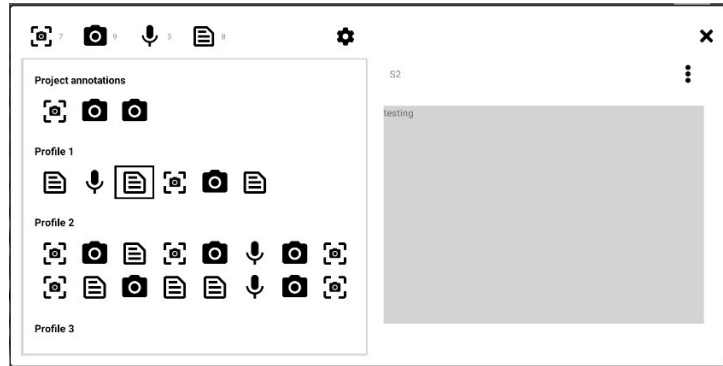 7 9 3 8
Project annotations
S2
testing
Profile 1
Profile 2
Profile 3